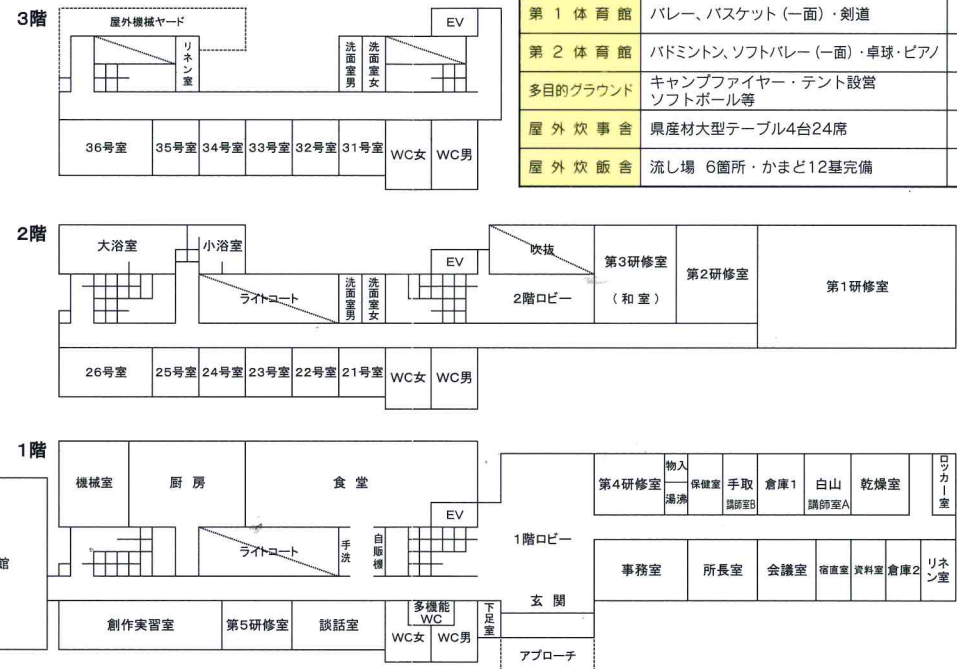 3階
屋外機械ヤード
リネン室
洗面室男
洗面室女
EV
36号室
35号室
34号室
33号室
32号室
31号室
WC女
WC男
第1体育館
バレー、バスケット(一面)・剣道
第2体育館
バドミントン、ソフトバレー(一面)・卓球・ピアノ
多目的グラウンド
キャンプファイヤー・テント設営
ソフトボール等
屋外炊事舎
県産材大型テーブル4台24席
屋外炊飯舎
流し場 6箇所・かまど12基完備
2階
大浴室
小浴室
ライトコート
洗面室男
洗面室女
EV
吹抜
2階ロビー
第3研修室
(和室)
第2研修室
第1研修室
26号室
25号室
24号室
23号室
22号室
21号室
WC女
WC男
1階
機械室
厨房
食堂
EV
ライトコート
手洗
自販機
1階ロビー
第4研修室
物入
湯沸
保健室
手取
講師室B
倉庫1
白山
講師室A
乾燥室
ロッカー室
館
創作実習室
第5研修室
談話室
多機能
WC
WC女
WC男
下足室
玄関
アプローチ
事務室
所長室
会議室
宿直室
資料室
倉庫2
リネン室